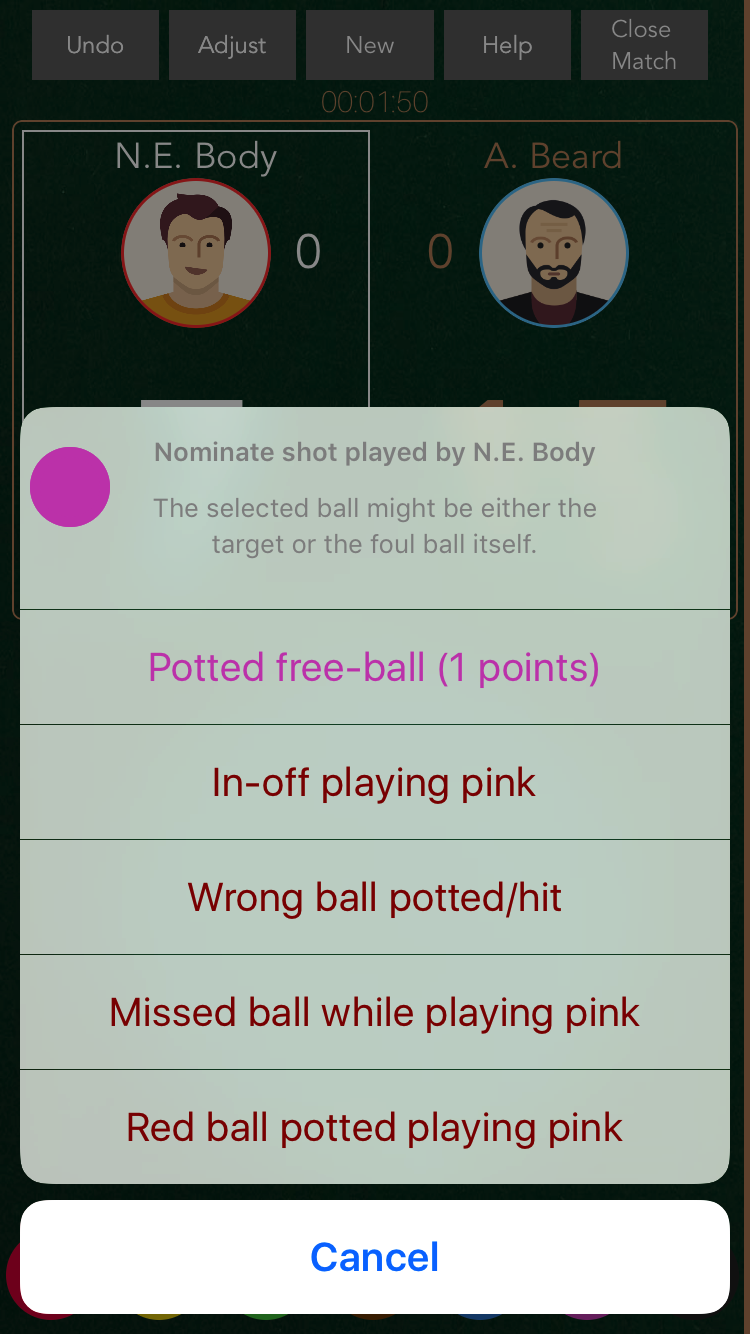 Undo
Adjust
New
Help
Close
Match
00:01:50
N.E. Body
A. Beard
0
0
Nominate shot played by N.E. Body
The selected ball might be either the
target or the foul ball itself.
Potted free-ball (1 points)
In-off playing pink
Wrong ball potted/hit
Missed ball while playing pink
Red ball potted playing pink
Cancel